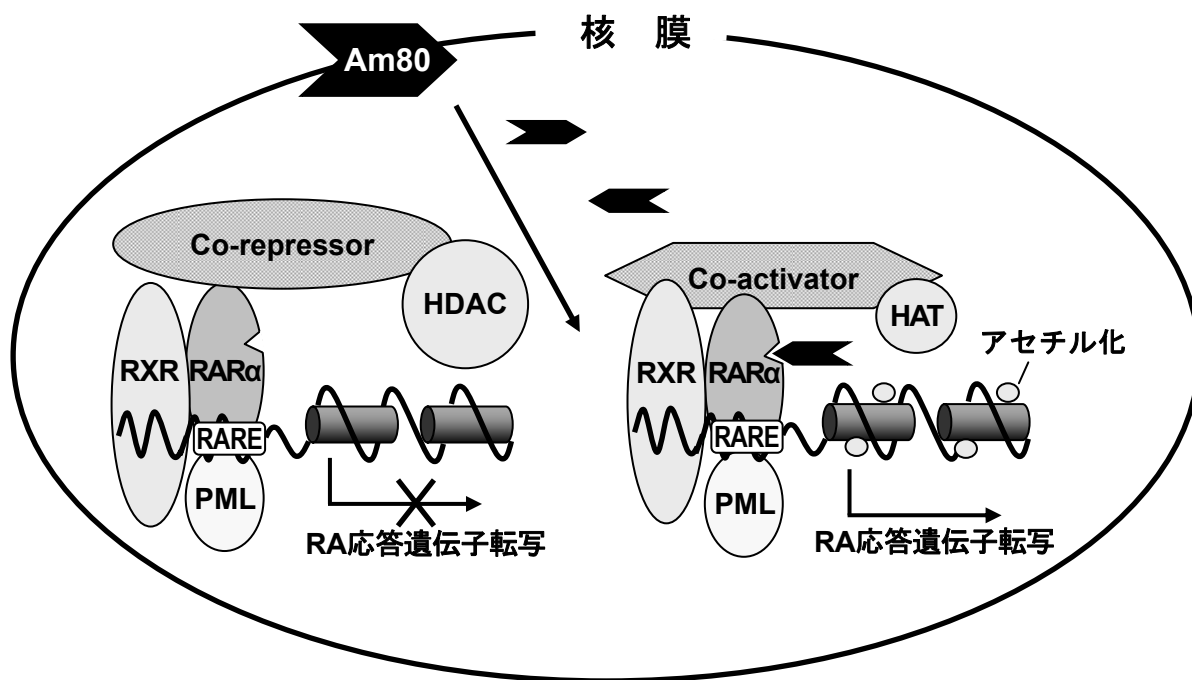 核 膜
Am80
Co-repressor
HDAC
RXR
RARα
RARE
PML
RA応答遺伝子転写
Co-activator
HAT
アセチル化
RXR
RARα
RARE
PML
RA応答遺伝子転写